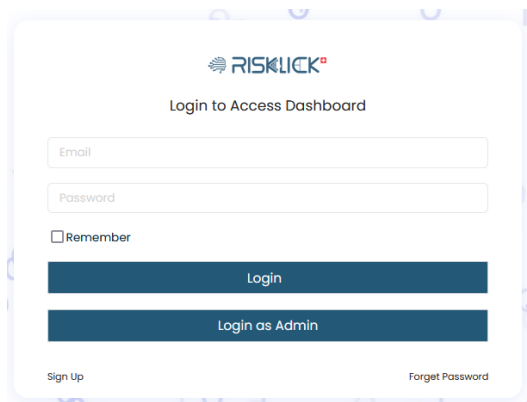 RISKLICK
Login to Access Dashboard
Email
Password
Remember
Login
Login as Admin
Sign Up
Forget Password